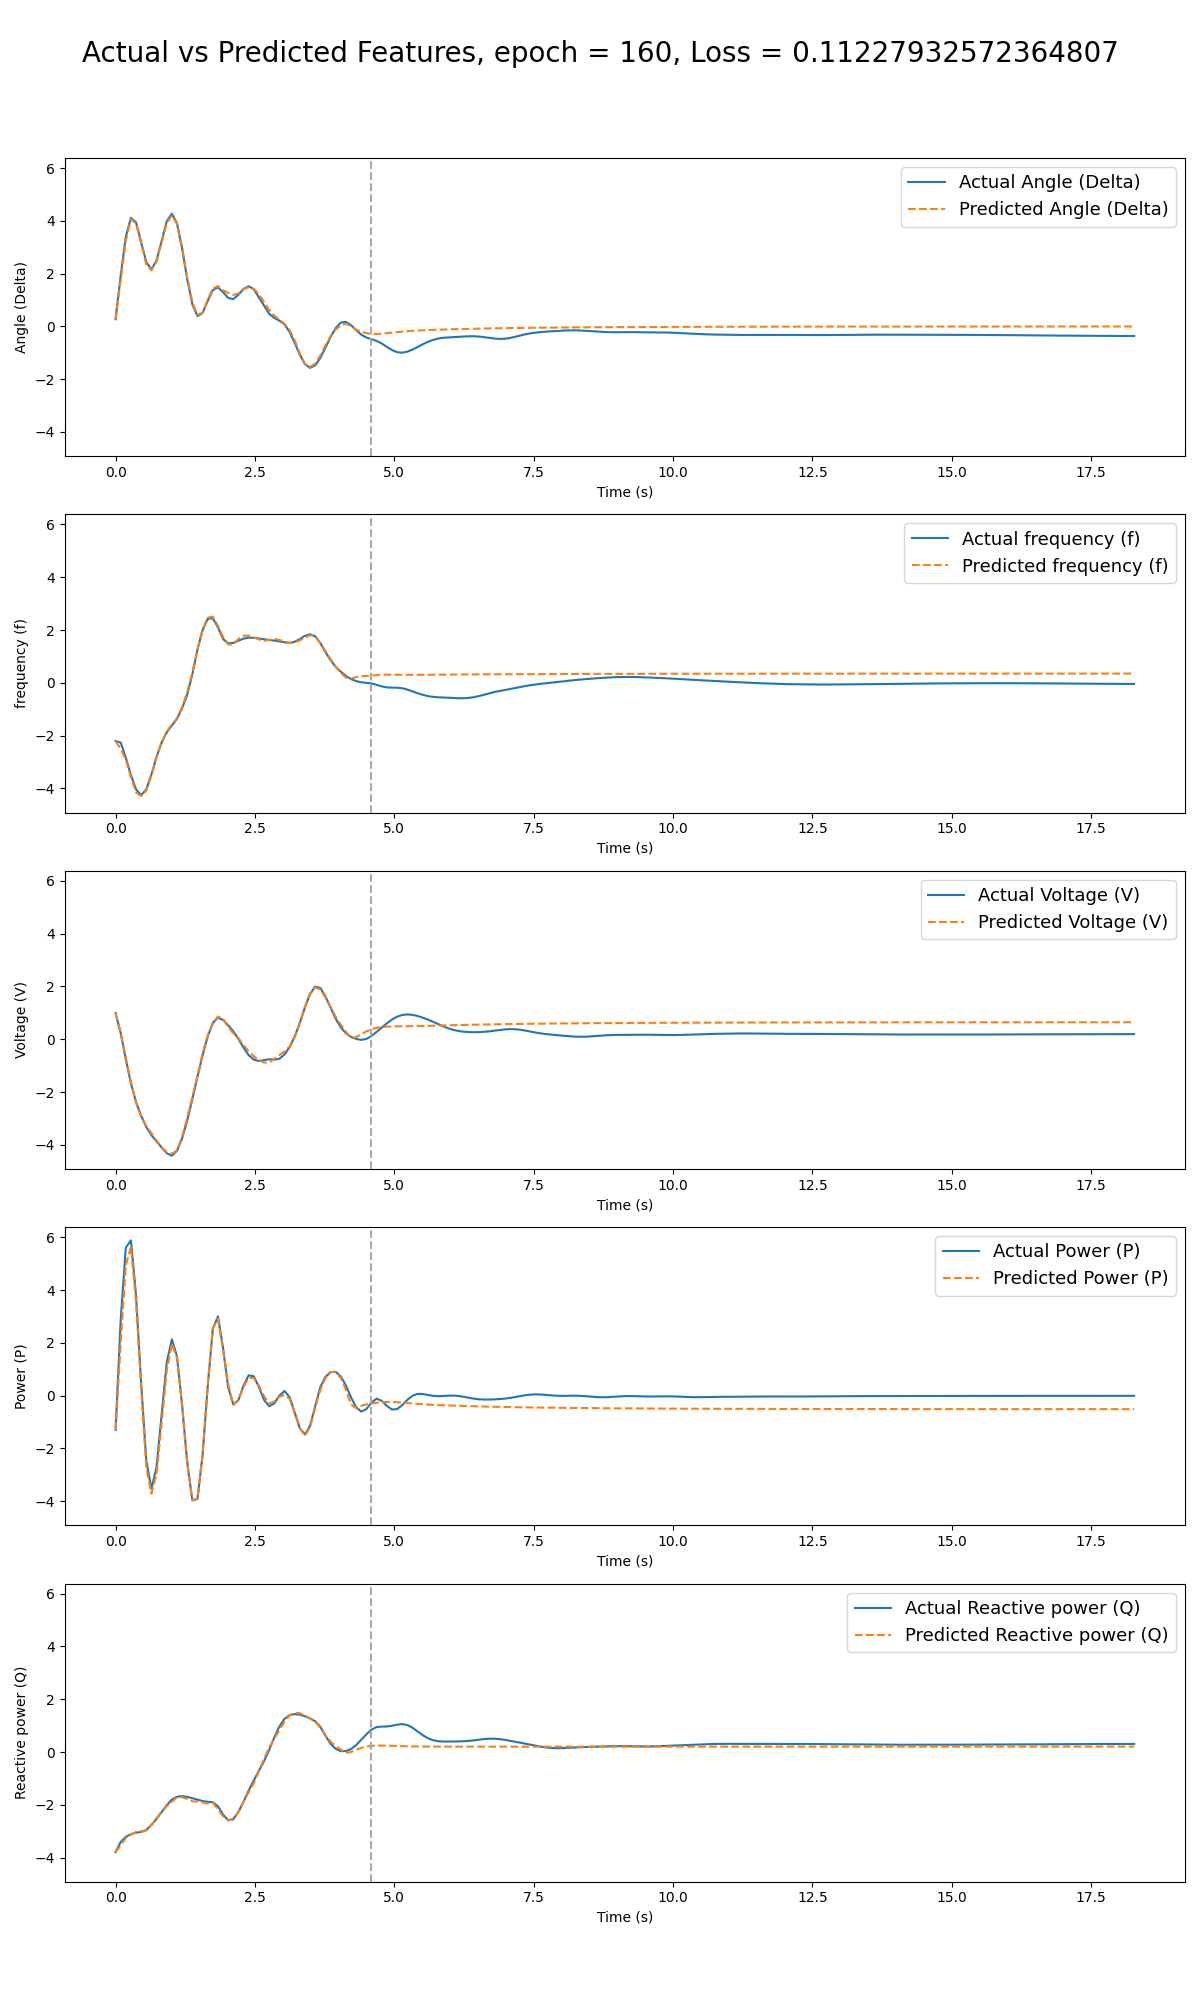 Actual vs Predicted Features, epoch = 160, Loss = 0.11227932572364807
6
4
2
0
−2
−4
Angle (Delta)
Actual Angle (Delta)
Predicted Angle (Delta)
0.0 2.5 5.0 7.5 10.0 12.5 15.0 17.5
Time (s)
6
4
2
0
−2
−4
frequency (f)
Actual frequency (f)
Predicted frequency (f)
0.0 2.5 5.0 7.5 10.0 12.5 15.0 17.5
Time (s)
6
4
2
0
−2
−4
Voltage (V)
Actual Voltage (V)
Predicted Voltage (V)
0.0 2.5 5.0 7.5 10.0 12.5 15.0 17.5
Time (s)
6
4
2
0
−2
−4
Power (P)
Actual Power (P)
Predicted Power (P)
0.0 2.5 5.0 7.5 10.0 12.5 15.0 17.5
Time (s)
6
4
2
0
−2
−4
Reactive power (Q)
Actual Reactive power (Q)
Predicted Reactive power (Q)
0.0 2.5 5.0 7.5 10.0 12.5 15.0 17.5
Time (s)